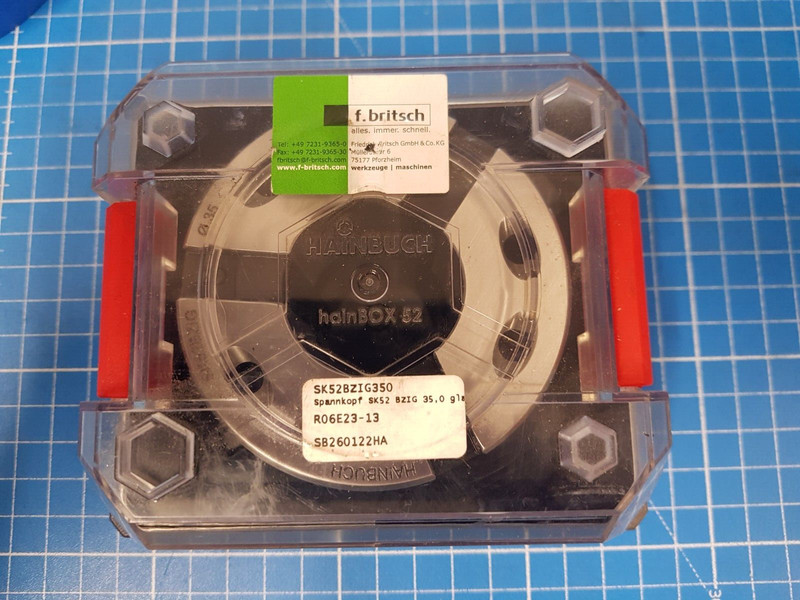 f.britsch
alles. immer. schnell.
Tel: +49 7231-9365-0
Fax: +49 7231-9365-30
fbritsch@f-britsch.com
www.f-britsch.com
Britsch GmbH & Co. KG
6
75177 Pforzheim
werkzeuge | maschinen
Ø 35
HAINBUCH
hainBOX 52
SK52BZIG350
Spannkopf SK52 BZIG 35,0 gla
R06E23-13
SB260122HA
HAINBUCH